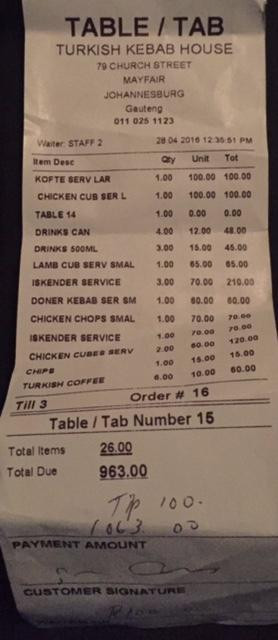 TABLE / TAB
TURKISH KEBAB HOUSE
79 CHURCH STREET
MAYFAIR
JOHANNESBURG
Gauteng
011 025 1123
Waiter: STAFF 2 28 04 2016 12:35:51 PM
Item Desc Qty Unit Tot
KOFTE SERV LAR 1.00 100.00 100.00
CHICKEN CUB SER L 1.00 100.00 100.00
TABLE 14 1.00 0.00 0.00
DRINKS CAN 4.00 12.00 48.00
DRINKS 500ML 3.00 15.00 45.00
LAMB CUB SERV SMAL 1.00 65.00 65.00
ISKENDER SERVICE 3.00 70.00 210.00
DONER KEBAB SER SM 1.00 60.00 60.00
CHICKEN CHOPS SMAL 1.00 70.00 70.00
ISKENDER SERVICE 1.00 70.00 70.00
CHICKEN CUBES SERV 2.00 60.00 120.00
CHIPS 1.00 15.00 15.00
TURKISH COFFEE 6.00 10.00 60.00
Till 3 Order # 16
Table / Tab Number 15
Total Items 26.00
Total Due 963.00
Tip 100.
1063.00
PAYMENT AMOUNT
CUSTOMER SIGNATURE